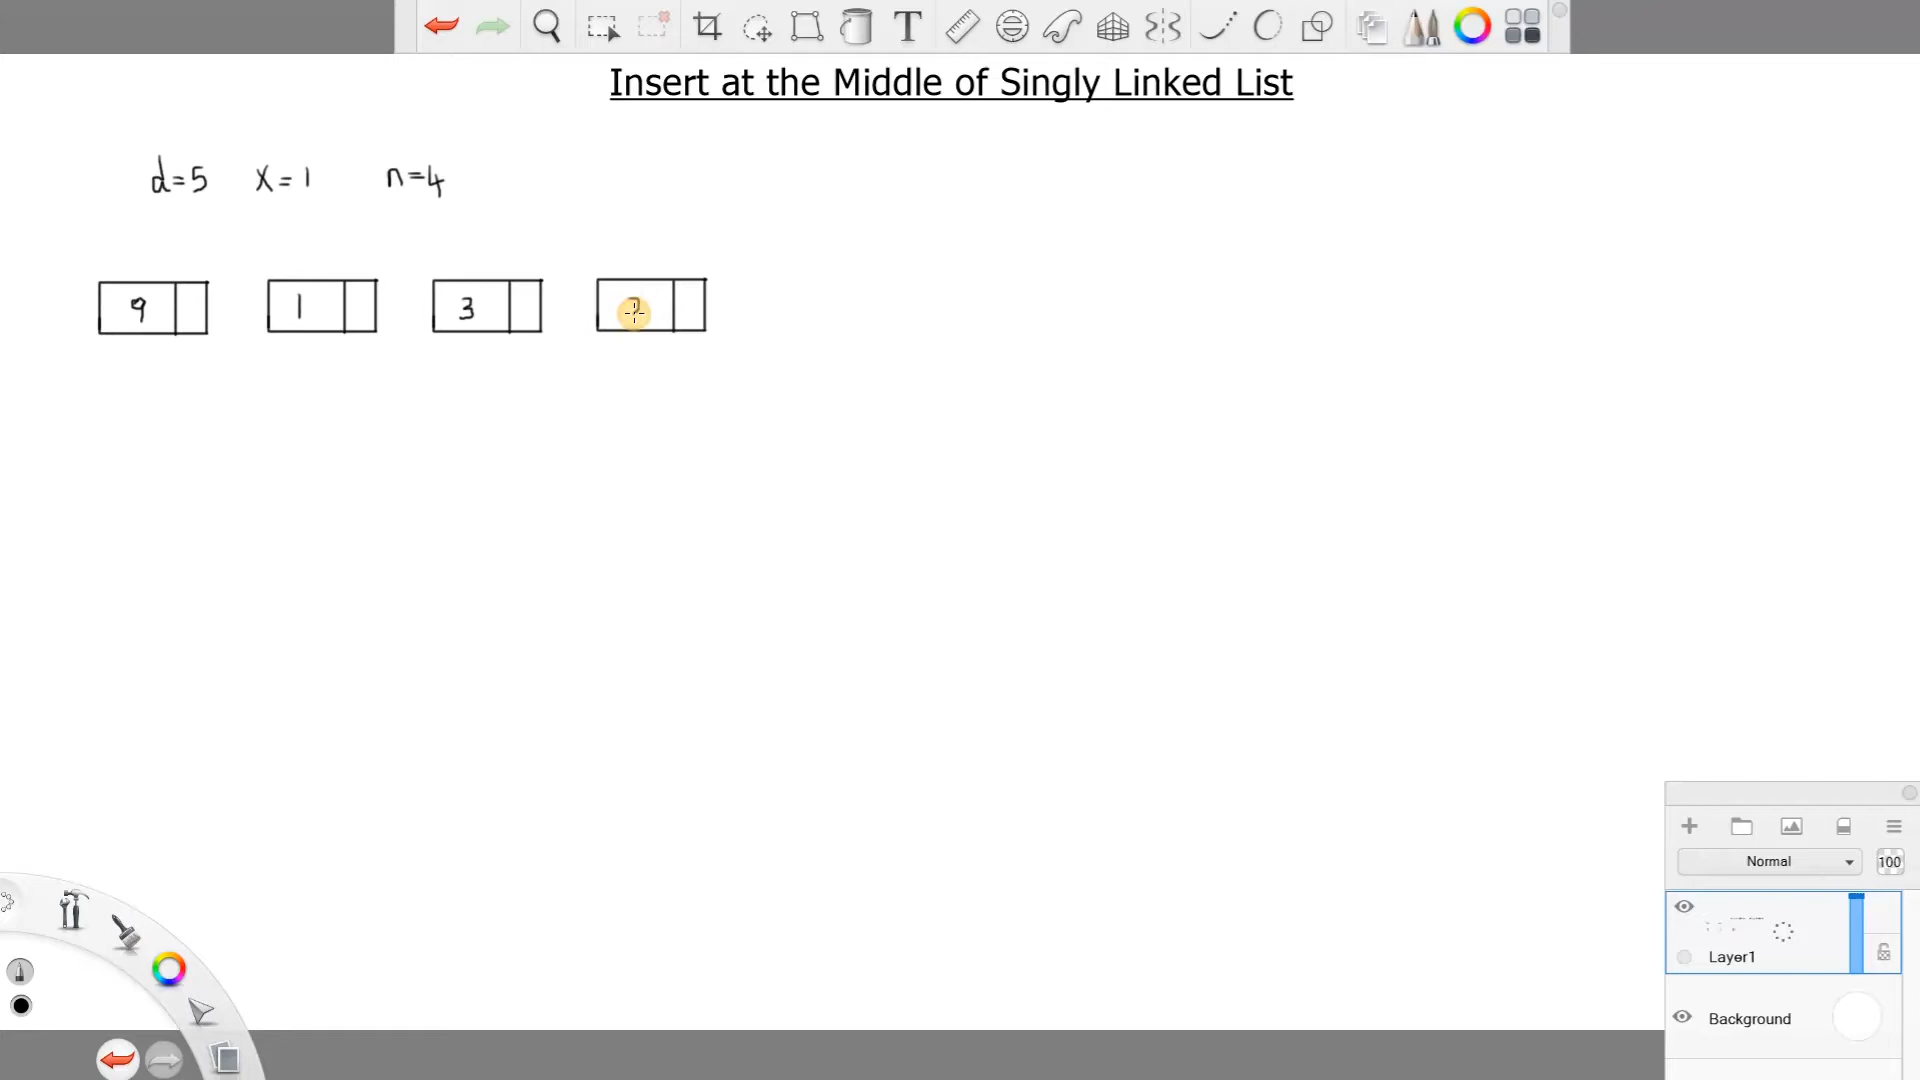 Insert at the Middle of Singly Linked List
d=5 x=1 n=4
9 1 3
Normal 100
Layer1
Background